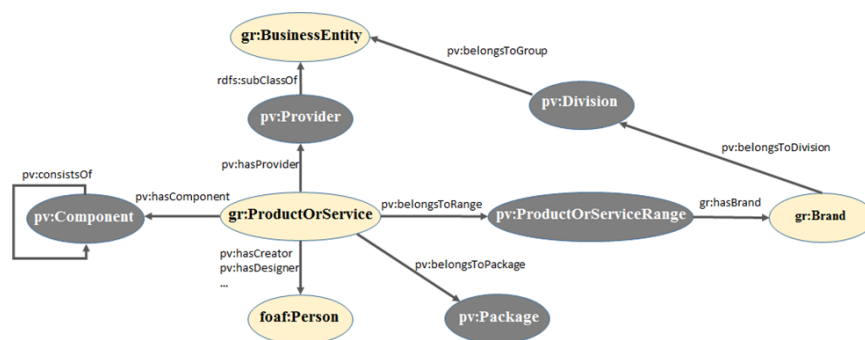 gr:BusinessEntity
pv:belongsToGroup
rdfs:subClassOf
pv:Division
pv:Provider
pv:belongsToDivision
pv:hasProvider
pv:consistsOf
pv:hasComponent
pv:belongsToRange
gr:hasBrand
pv:Component
gr:ProductOrService
pv:ProductOrServiceRange
gr:Brand
pv:hasCreator
pv:hasDesigner
...
pv:belongsToPackage
foaf:Person
pv:Package